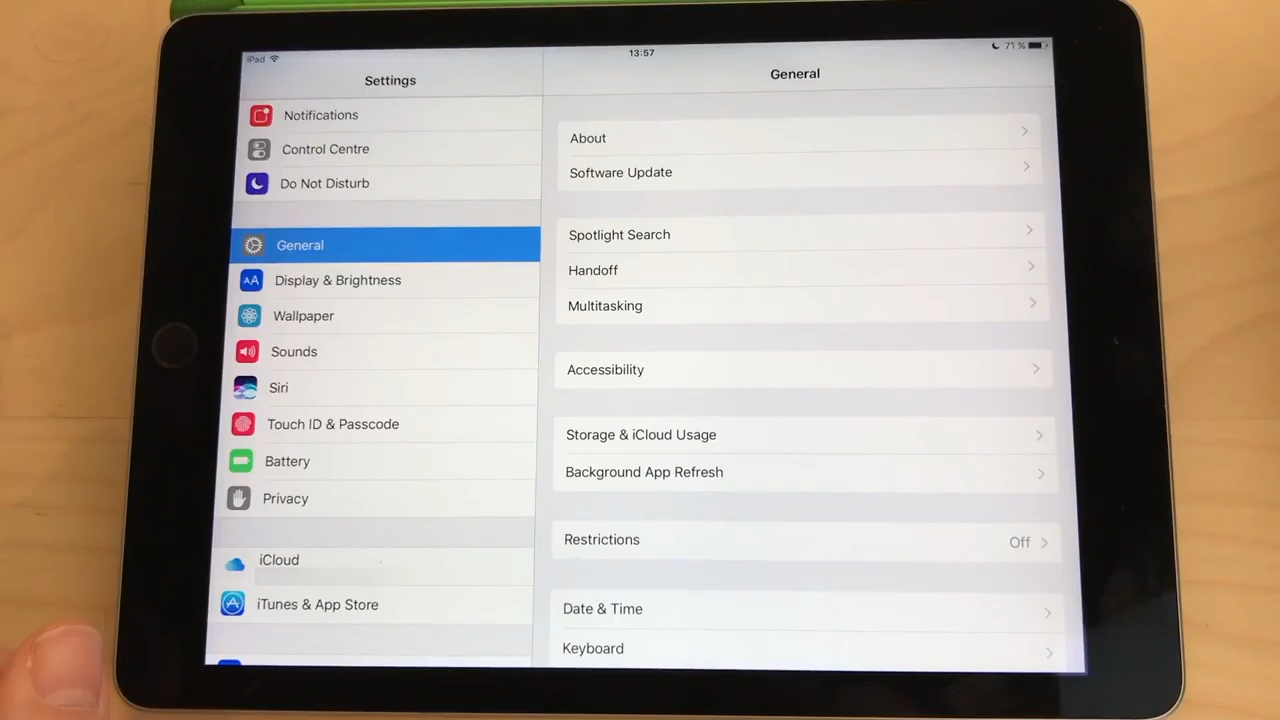 iPad
13:57
71 %
Settings
General
Notifications
Control Centre
Do Not Disturb
General
Display & Brightness
AA
Wallpaper
Sounds
Siri
Touch ID & Passcode
Battery
Privacy
iCloud
iTunes & App Store
About
Software Update
Spotlight Search
Handoff
Multitasking
Accessibility
Storage & iCloud Usage
Background App Refresh
Restrictions
Off
Date & Time
Keyboard